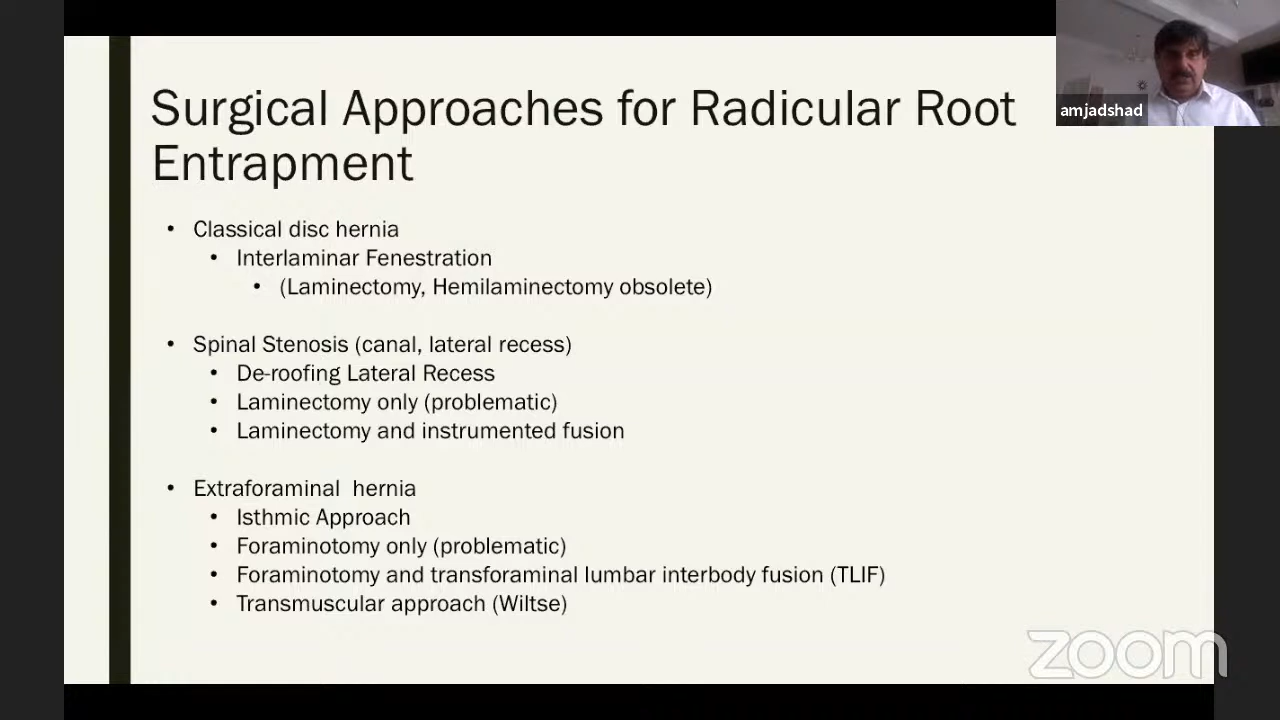 Surgical Approaches for Radicular Root
Entrapment
amjadshad
• Classical disc hernia
• Interlaminar Fenestration
• (Laminectomy, Hemilaminectomy obsolete)
• Spinal Stenosis (canal, lateral recess)
• De-roofing Lateral Recess
• Laminectomy only (problematic)
• Laminectomy and instrumented fusion
• Extraforaminal hernia
• Isthmic Approach
• Foraminotomy only (problematic)
• Foraminotomy and transforaminal lumbar interbody fusion (TLIF)
• Transmuscular approach (Wiltse)
zoom